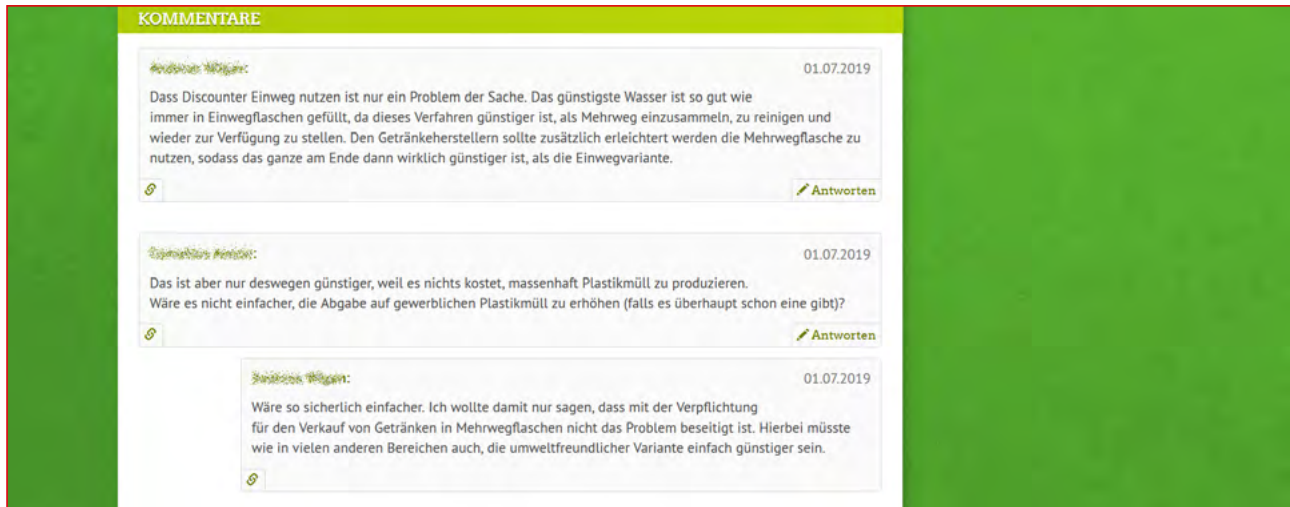 KOMMENTARE
01.07.2019
Dass Discounter Einweg nutzen ist nur ein Problem der Sache. Das günstigste Wasser ist so gut wie
immer in Einwegflaschen gefüllt, da dieses Verfahren günstiger ist, als Mehrweg einzusammeln, zu reinigen und
wieder zur Verfügung zu stellen. Den Getränkeherstellern sollte zusätzlich erleichtert werden die Mehrwegflasche zu
nutzen, sodass das ganze am Ende dann wirklich günstiger ist, als die Einwegvariante.
Antworten
01.07.2019
Das ist aber nur deswegen günstiger, weil es nichts kostet, massenhaft Plastikmüll zu produzieren.
Wäre es nicht einfacher, die Abgabe auf gewerblichen Plastikmüll zu erhöhen (falls es überhaupt schon eine gibt)?
Antworten
01.07.2019
Wäre so sicherlich einfacher. Ich wollte damit nur sagen, dass mit der Verpflichtung
für den Verkauf von Getränken in Mehrwegflaschen nicht das Problem beseitigt ist. Hierbei müsste
wie in vielen anderen Bereichen auch, die umweltfreundlicher Variante einfach günstiger sein.